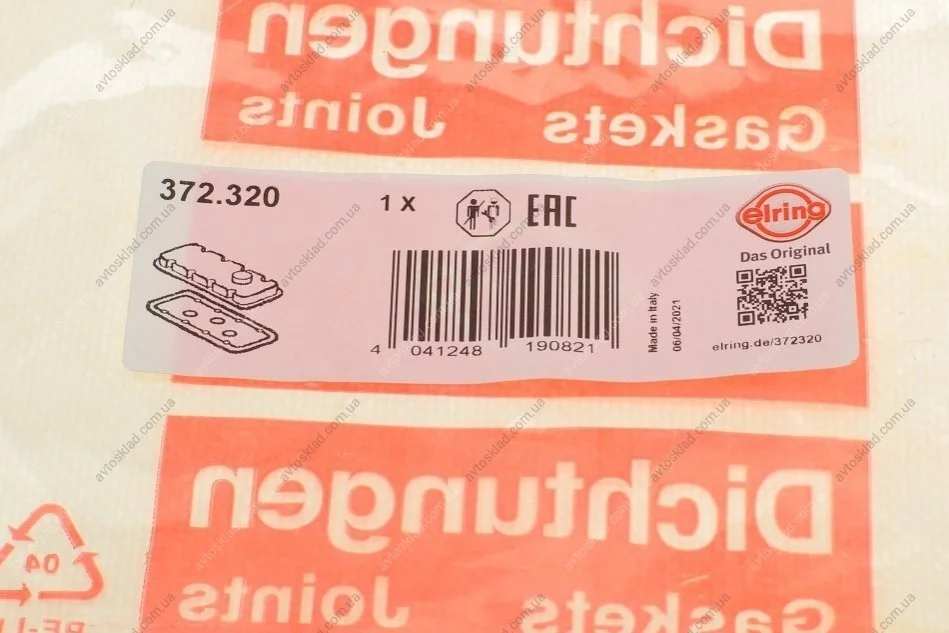 Dichtungen
Gaskets Joints
372.320
1 X
EAC
elring
Das Original
Made in Italy
06/04/2021
4 041248 190821
elring.de/372320
Dichtungen
Gaskets Joints
04
avtosklad.com.ua